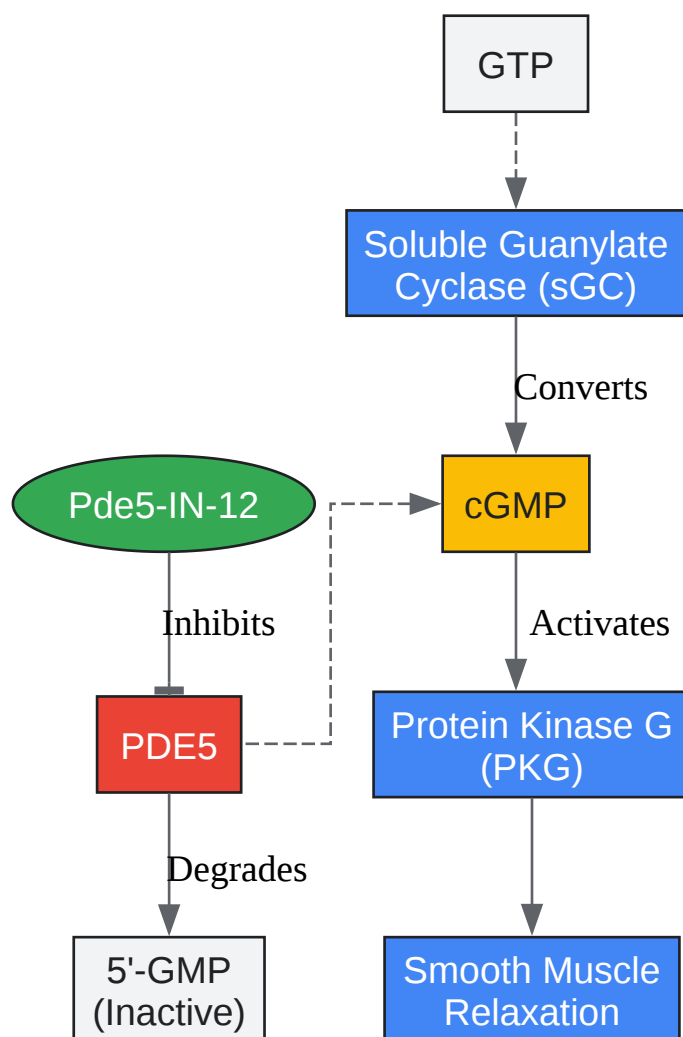 GTP
Soluble Guanylate
Cyclase (sGC)
Converts
Pde5-IN-12
cGMP
Inhibits
Activates
PDE5
Protein Kinase G
(PKG)
Degrades
5'-GMP
(Inactive)
Smooth Muscle
Relaxation